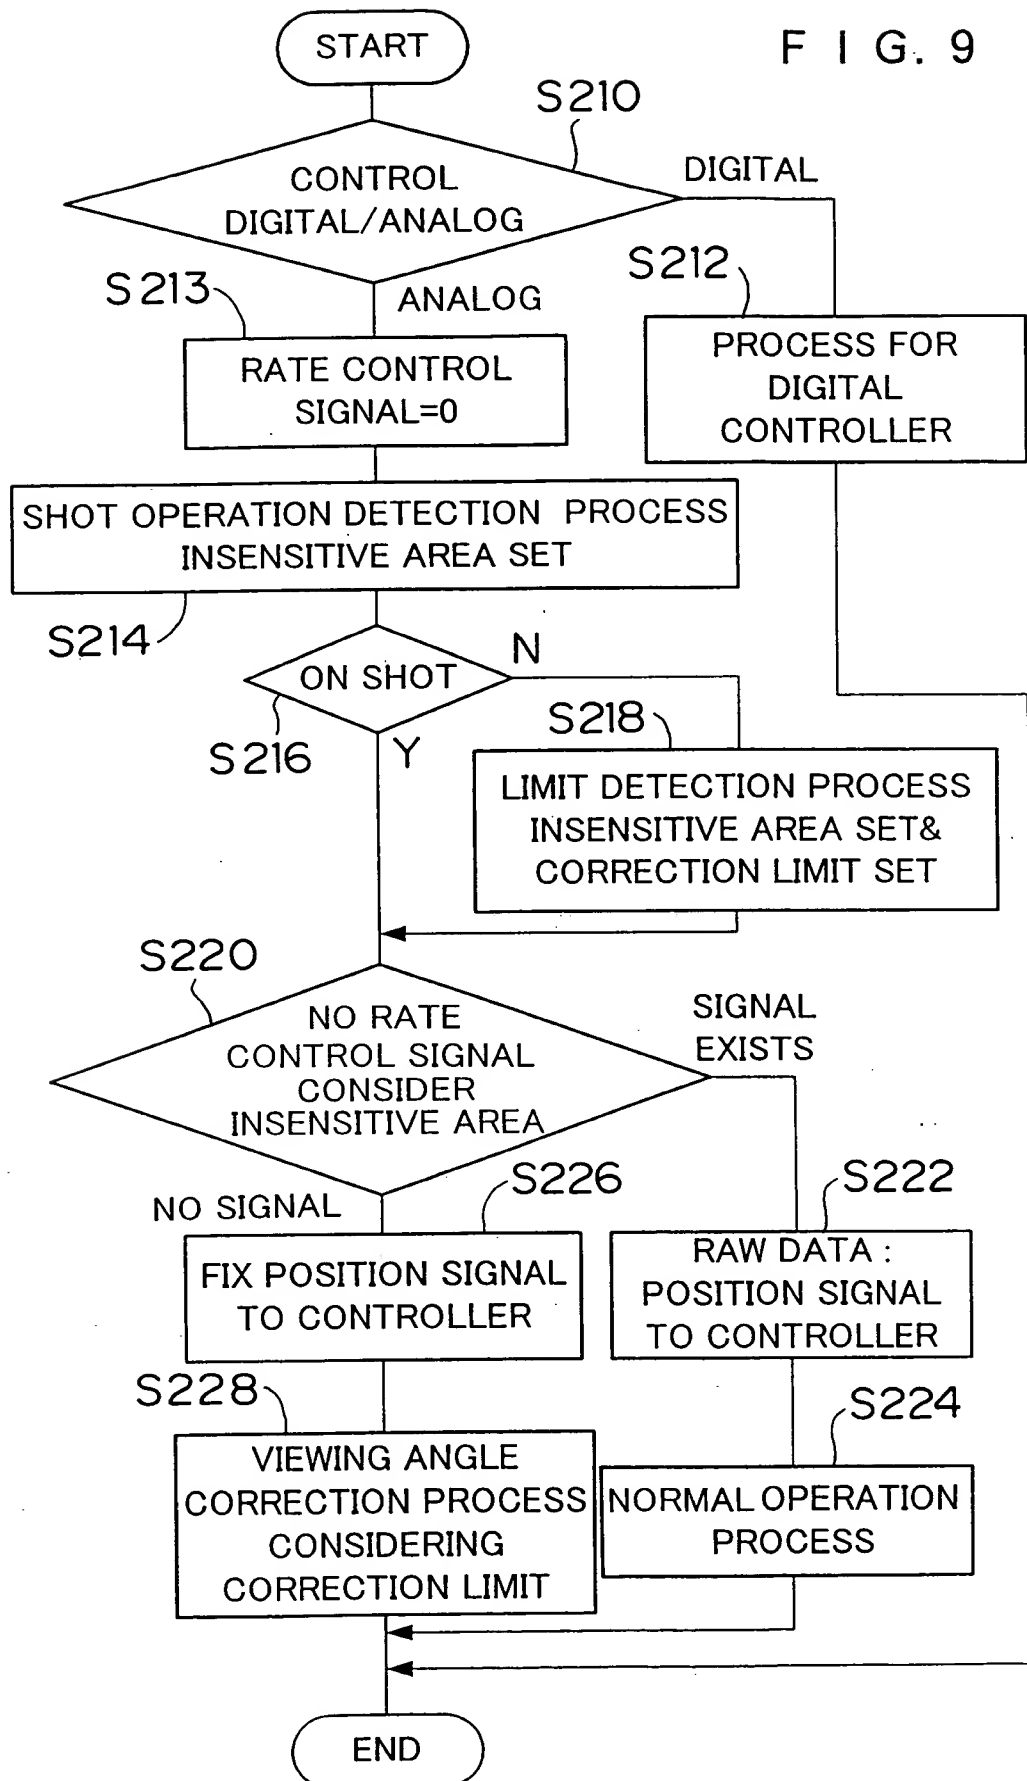 START
F I G. 9
S210
CONTROL
DIGITAL/ANALOG
DIGITAL
S213
ANALOG
S212
RATE CONTROL
SIGNAL=0
PROCESS FOR
DIGITAL
CONTROLLER
SHOT OPERATION DETECTION PROCESS
INSENSITIVE AREA SET
S214
ON SHOT
N
S216
Y
S218
LIMIT DETECTION PROCESS
INSENSITIVE AREA SET&
CORRECTION LIMIT SET
S220
NO RATE
CONTROL SIGNAL
CONSIDER
INSENSITIVE AREA
SIGNAL
EXISTS
NO SIGNAL
S226
S222
FIX POSITION SIGNAL
TO CONTROLLER
RAW DATA :
POSITION SIGNAL
TO CONTROLLER
S228
S224
VIEWING ANGLE
CORRECTION PROCESS
CONSIDERING
CORRECTION LIMIT
NORMAL OPERATION
PROCESS
END